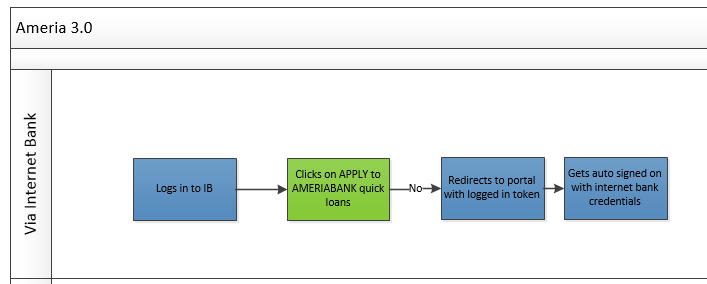 Ameria 3.0
Via Internet Bank
Logs in to IB
Clicks on APPLY to
AMERIABANK quick
loans
No
Redirects to portal
with logged in token
Gets auto signed on
with internet bank
credentials